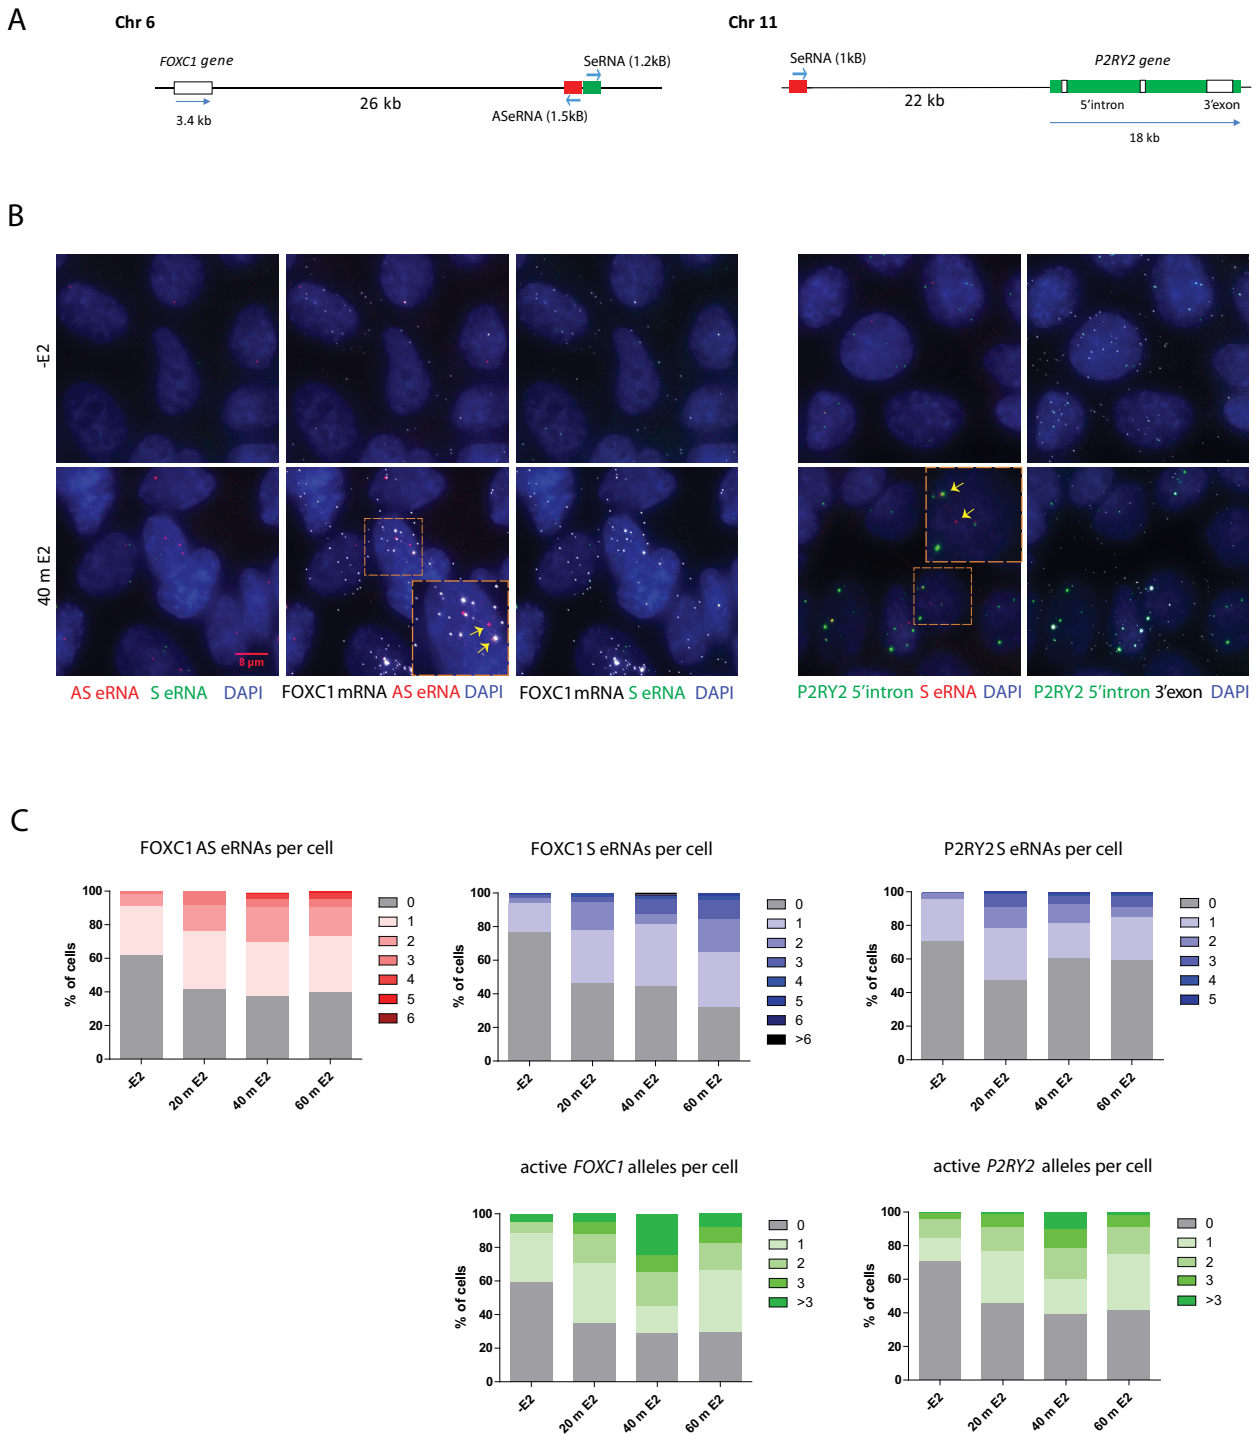 A
Chr 6
Chr 11
FOXC1 gene
SeRNA (1.2kB)
26 kb
3.4 kb
ASeRNA (1.5kB)
SeRNA (1kB)
P2RY2 gene
22 kb
5'intron
3'exon
18 kb
B
-E2
40 m E2
8 µm
AS eRNA S eRNA DAPI
FOXC1 mRNA AS eRNA DAPI
FOXC1 mRNA S eRNA DAPI
P2RY2 5'intron S eRNA DAPI
P2RY2 5'intron 3'exon DAPI
C
FOXC1 AS eRNAs per cell
% of cells
100
80
60
40
20
0
-E2
20 m E2
40 m E2
60 m E2
0
1
2
3
4
5
6
FOXC1 S eRNAs per cell
% of cells
100
80
60
40
20
0
-E2
20 m E2
40 m E2
60 m E2
0
1
2
3
4
5
6
>6
P2RY2 S eRNAs per cell
% of cells
100
80
60
40
20
0
-E2
20 m E2
40 m E2
60 m E2
0
1
2
3
4
5
active FOXC1 alleles per cell
% of cells
100
80
60
40
20
0
-E2
20 m E2
40 m E2
60 m E2
0
1
2
3
>3
active P2RY2 alleles per cell
% of cells
100
80
60
40
20
0
-E2
20 m E2
40 m E2
60 m E2
0
1
2
3
>3